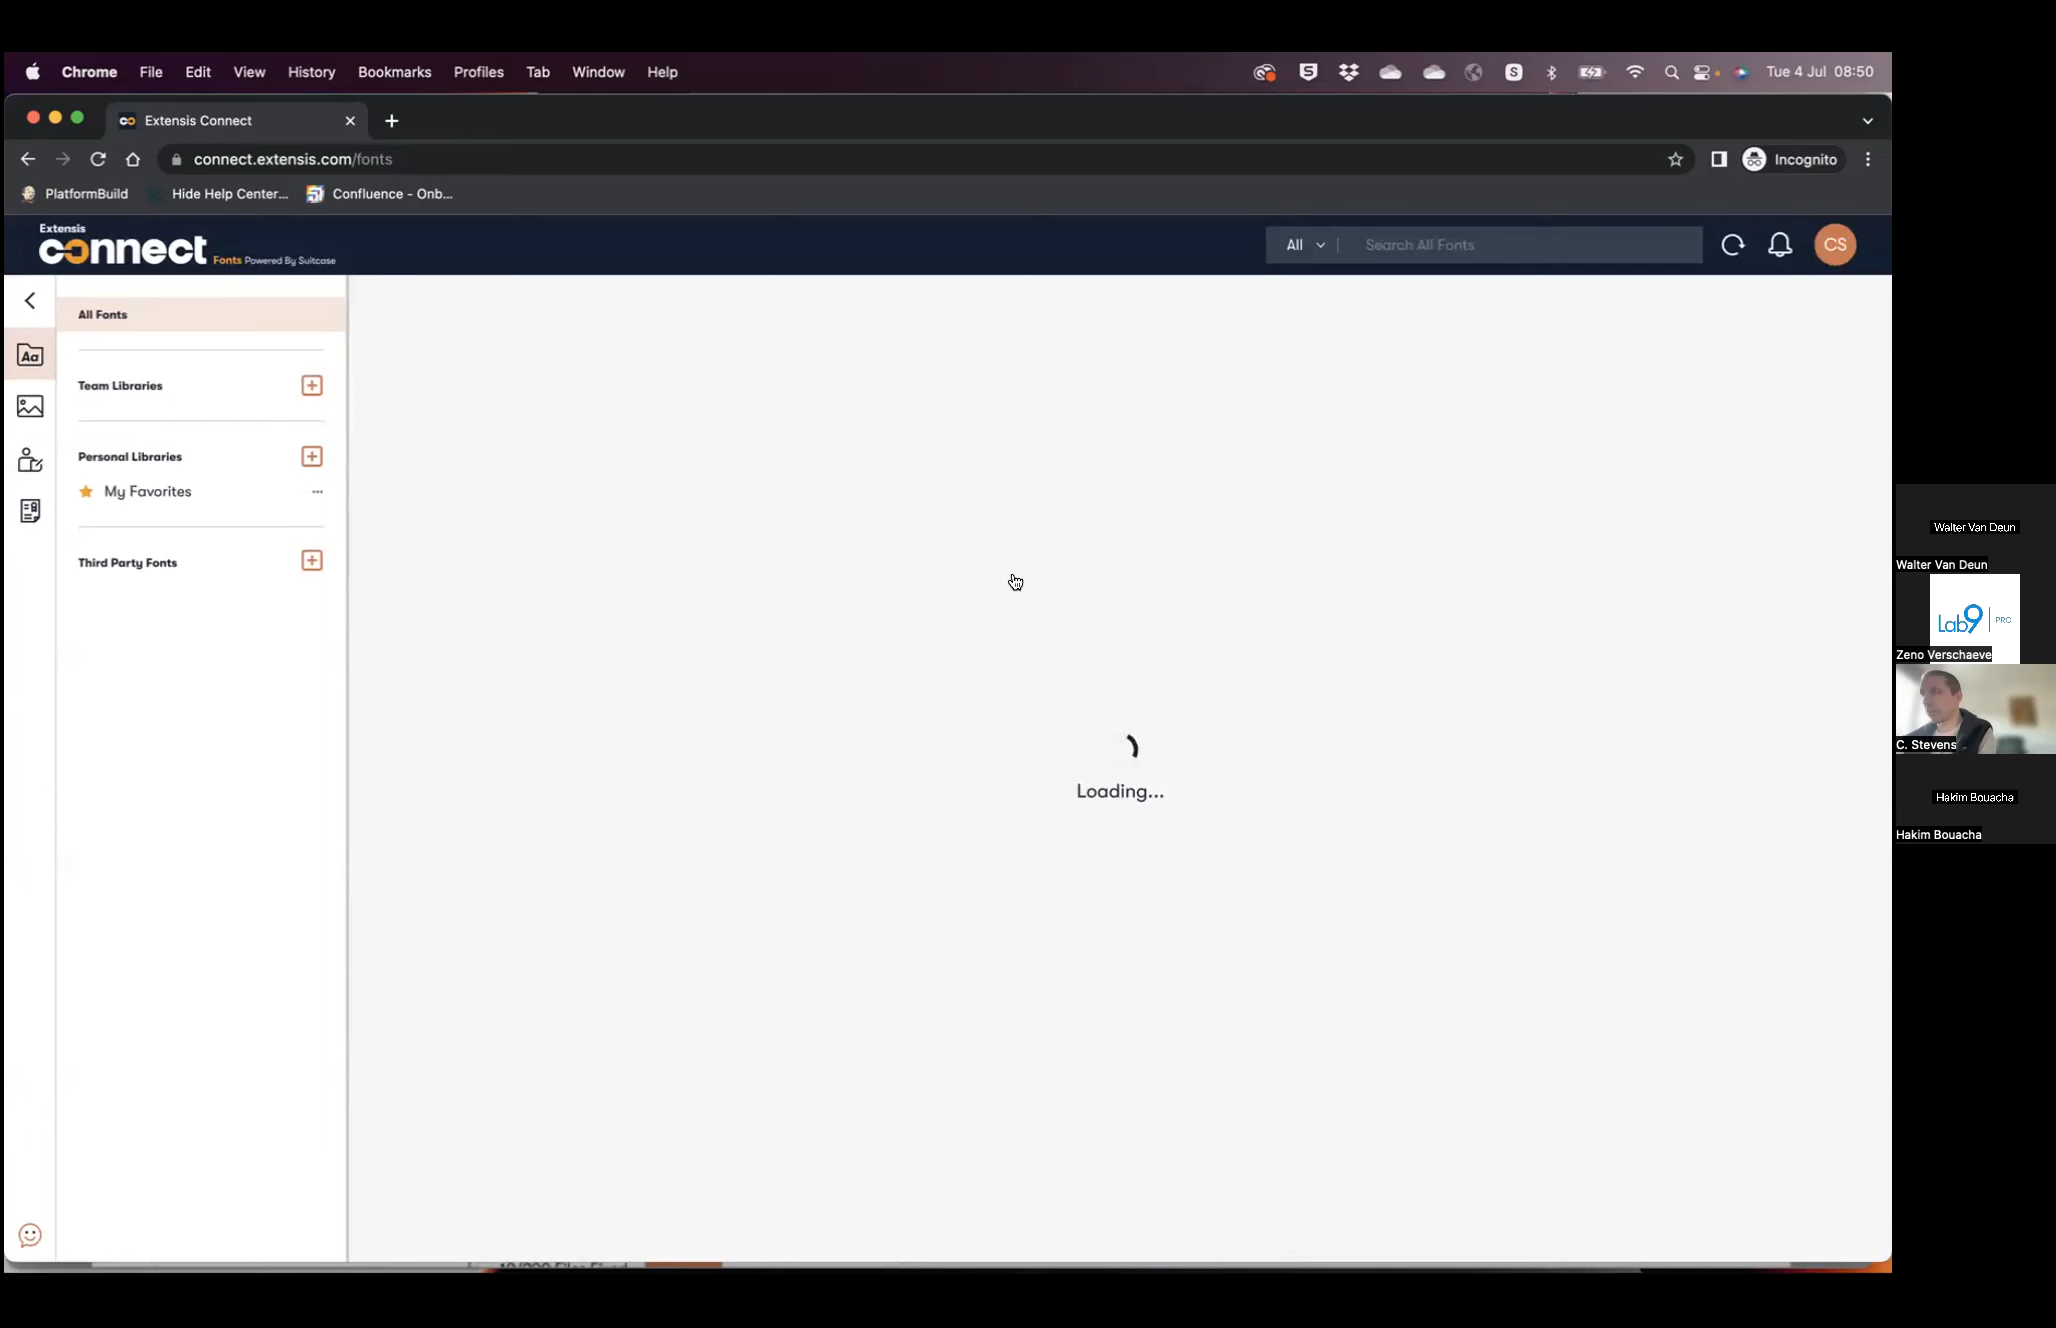 Chrome File Edit View History Bookmarks Profiles Tab Window Help
Tue 4 Jul 08:50
Extensis Connect
connect.extensis.com/fonts
Incognito
PlatformBuild
Hide Help Center...
Confluence - Onb...
Extensis
connect Fonts Powered By Suitcase
All
Search All Fonts
CS
All Fonts
Aa
Team Libraries
Personal Libraries
My Favorites
Third Party Fonts
Loading...
Walter Van Deun
Walter Van Deun
Lab9 PRO
Zeno Verschaeve
C. Stevens
Hakim Bouacha
Hakim Bouacha